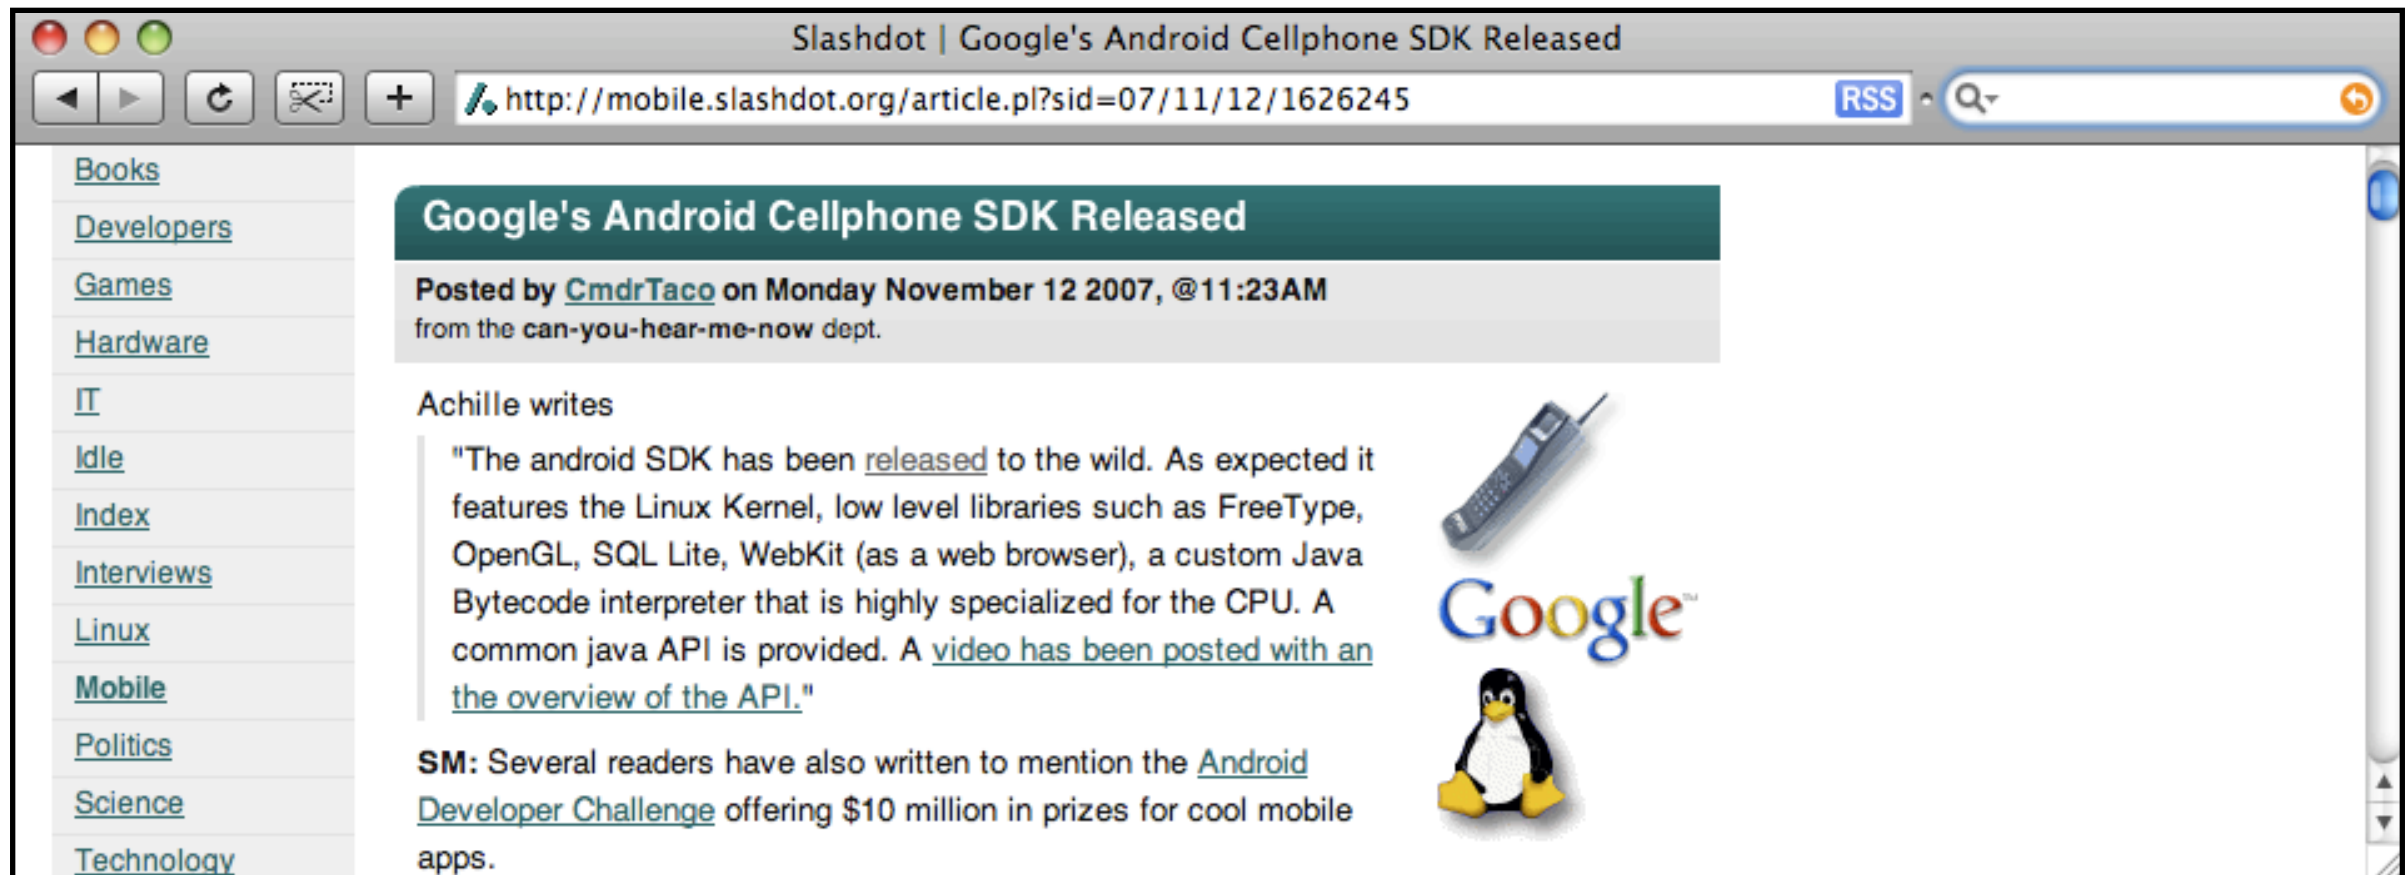 Slashdot | Google's Android Cellphone SDK Released
http://mobile.slashdot.org/article.pl?sid=07/11/12/1626245
RSS
Books
Developers
Games
Hardware
IT
Idle
Index
Interviews
Linux
Mobile
Politics
Science
Technology
Google's Android Cellphone SDK Released
Posted by CmdrTaco on Monday November 12 2007, @11:23AM
from the can-you-hear-me-now dept.
Achille writes
"The android SDK has been released to the wild. As expected it
features the Linux Kernel, low level libraries such as FreeType,
OpenGL, SQL Lite, WebKit (as a web browser), a custom Java
Bytecode interpreter that is highly specialized for the CPU. A
common java API is provided. A video has been posted with an
the overview of the API."
SM: Several readers have also written to mention the Android
Developer Challenge offering $10 million in prizes for cool mobile
apps.
Google™